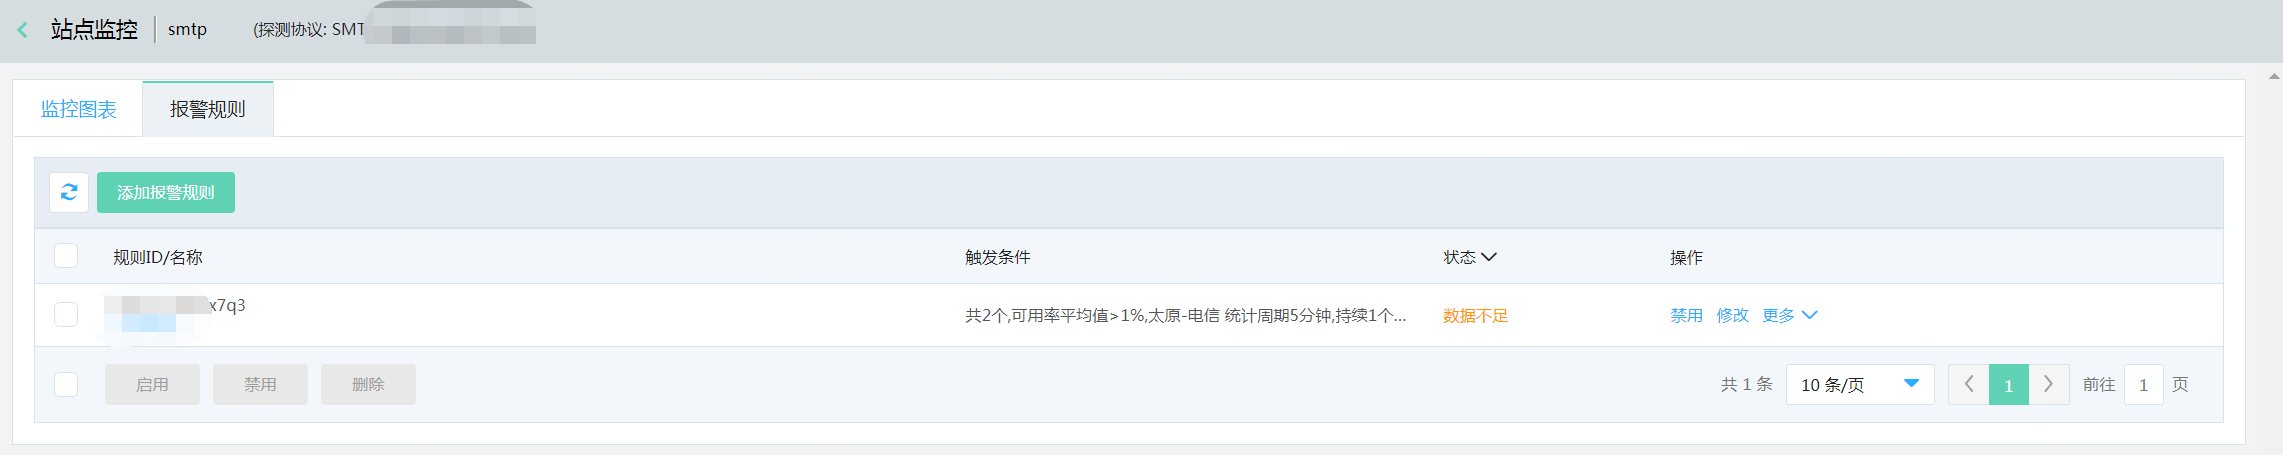 站点监控 smtp (探测协议: SMT
监控图表 报警规则
添加报警规则
规则ID/名称 触发条件 状态 操作
x7q3 共2个,可用率平均值>1%,太原-电信 统计周期5分钟,持续1个... 数据不足 禁用 修改 更多
启用 禁用 删除 共 1 条 10 条/页 1 前往 1 页